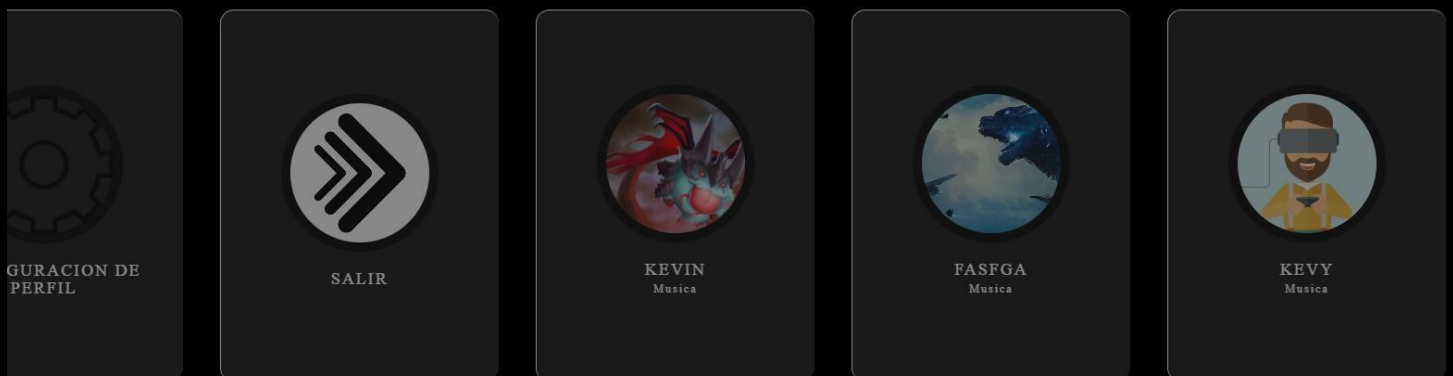 GURACION DE
PERFIL
SALIR
KEVIN
Musica
FASFGA
Musica
KEVY
Musica